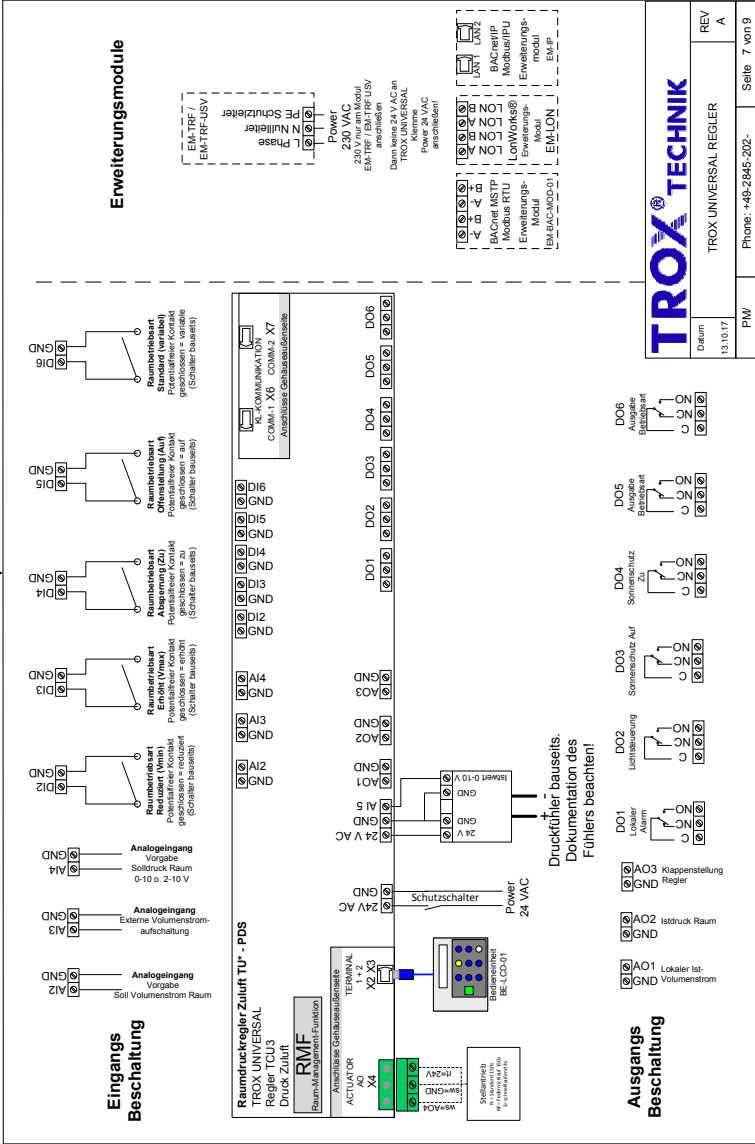 Eingangs
Beschaltung
AI2
GND
Analogeingang
Vorgabe
Soll Volumenstrom Raum
AI3
GND
Analogeingang
Externe Volumenstrom-
aufschaltung
AI4
GND
Analogeingang
Vorgabe
Solldruck Raum
0-10 o. 2-10 V
DI2
GND
Raumbetriebsart
Reduziert (Vmin)
Potentialfreier Kontakt
geschlossen = reduziert
(Schalter bauseits)
DI3
GND
Raumbetriebsart
Erhöht (Vmax)
Potentialfreier Kontakt
geschlossen = erhöht
(Schalter bauseits)
DI4
GND
Raumbetriebsart
Absperrung (Zu)
Potentialfreier Kontakt
geschlossen = zu
(Schalter bauseits)
DI5
GND
Raumbetriebsart
Offenstellung (Auf)
Potentialfreier Kontakt
geschlossen = auf
(Schalter bauseits)
DI6
GND
Raumbetriebsart
Standard (variabel)
Potentialfreier Kontakt
geschlossen = variable
(Schalter bauseits)
Erweiterungsmodule
EM-TRF /
EM-TRF-USV
L Phase
N Nullleiter
PE Schutzleiter
Power
230 VAC
230 V nur am Modul
EM-TRF / EM-TRF USV
anschließen
Dann keine 24 V AC an
TROX UNIVERSAL
Klemme
Power 24 VAC
anschließen!
A-
B+
A-
B+
BACnet MSTP
Modbus RTU
Erweiterungs-
Modul
EM-BAC-MOD-01
LON A
LON B
LON A
LON B
LonWorks®
Erweiterungs-
Modul
EM-LON
LAN 1
LAN 2
BACnet/IP
Modbus/IPU
Erweiterungs-
modul
EM-IP
Raumdruckregler Zuluft TU* - PDS
TROX UNIVERSAL
Regler TCU3
Druck Zuluft
RMF
Raum-Management-Funktion
AI2
GND
AI3
GND
AI4
GND
DI2
GND
DI3
GND
DI4
GND
DI5
GND
DI6
GND
KL-KOMMUNIKATION
COMM-1 X6 COMM-2 X7
Anschlüsse Gehäuseaußenseite
Anschlüsse Gehäuseaußenseite
ACTUATOR
AO
X4
TERMINAL
1 + 2
X2 X3
24V AC
GND
24 V AC
GND
AI 5
AO1
GND
AO2
GND
AO3
GND
DO1
DO2
DO3
DO4
DO5
DO6
ws=AO4
sw=GND
rt=24V
Stellantrieb
Bedieneinheit
BE-LCD-01
Schutzschalter
Power
24 VAC
24 V
GND
GND
Istwert 0-10 V
+ -
Druckfühler bauseits.
Dokumentation des
Fühlers beachten!
Ausgangs
Beschaltung
AO1 Lokaler Ist-
GND Volumenstrom
AO2 Istdruck Raum
GND
AO3 Klappenstellung
GND Regler
DO1
Lokaler
Alarm
C
NC
NO
DO2
Lichtsteuerung
C
NC
NO
DO3
Sonnenschutz Auf
C
NC
NO
DO4
Sonnenschutz
Zu
C
NC
NO
DO5
Ausgabe
Betriebsart
C
NC
NO
DO6
Ausgabe
Betriebsart
C
NC
NO
TROX® TECHNIK
Datum
13.10.17
TROX UNIVERSAL REGLER
REV
A
PM/
Phone: +49-2845-202-
Seite 7 von 9